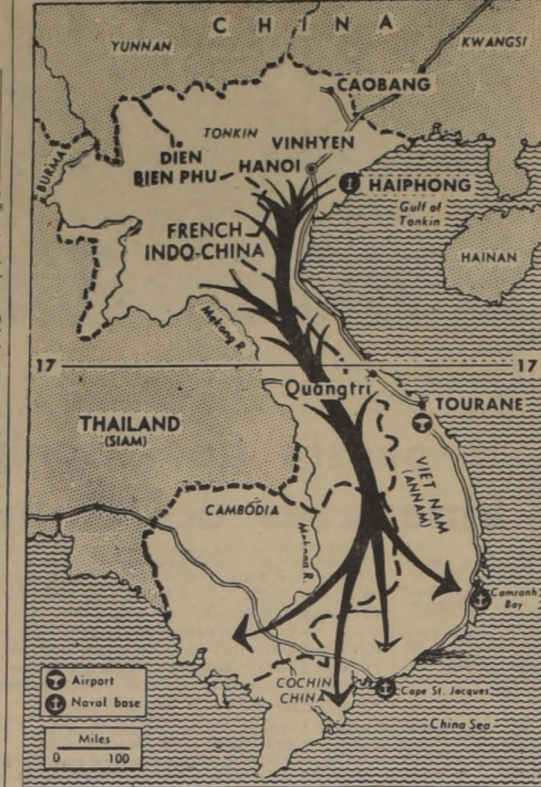 CHINA
YUNNAN
KWANGSI
CAOBANG
TONKIN
VINHYEN
DIEN
BIEN PHU
HANOI
BURMA
HAIPHONG
Gulf of
Tonkin
FRENCH
INDO-CHINA
HAINAN
Mekong R.
17
17
Quangtri
TOURANE
THAILAND
(SIAM)
VIET NAM
(ANNAM)
CAMBODIA
Mekong R.
Camranh
Bay
COCHIN
CHINA
Cape St. Jacques
China Sea
Airport
Naval base
Miles
0 100